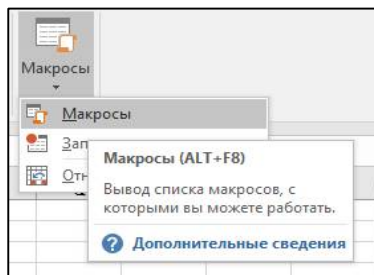 Макросы
Макросы
Зап
Отн
Макросы (ALT+F8)
Вывод списка макросов, с
которыми вы можете работать.
Дополнительные сведения